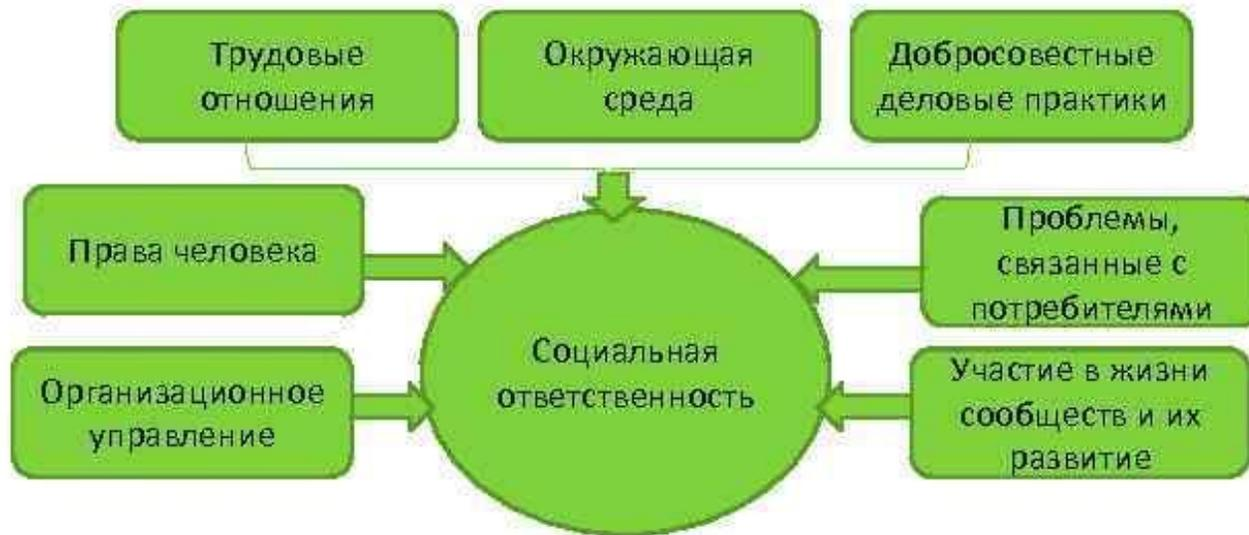 Трудовые
отношения
Окружающая
среда
Добросовестные
деловые практики
Права человека
Проблемы,
связанные с
потребителями
Социальная
ответственность
Организационное
управление
Участие в жизни
сообществ и их
развитие